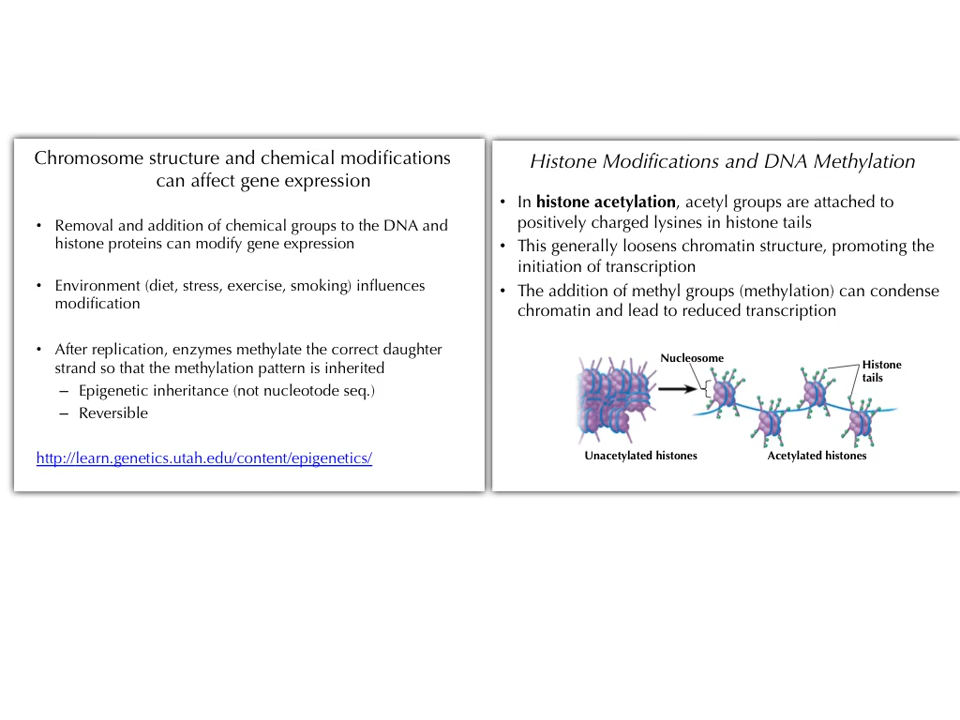 Chromosome structure and chemical modifications
can affect gene expression
• Removal and addition of chemical groups to the DNA and
histone proteins can modify gene expression
• Environment (diet, stress, exercise, smoking) influences
modification
• After replication, enzymes methylate the correct daughter
strand so that the methylation pattern is inherited
– Epigenetic inheritance (not nucleotode seq.)
– Reversible
http://learn.genetics.utah.edu/content/epigenetics/
Histone Modifications and DNA Methylation
• In histone acetylation, acetyl groups are attached to
positively charged lysines in histone tails
• This generally loosens chromatin structure, promoting the
initiation of transcription
• The addition of methyl groups (methylation) can condense
chromatin and lead to reduced transcription
Nucleosome
Histone
tails
Unacetylated histones
Acetylated histones